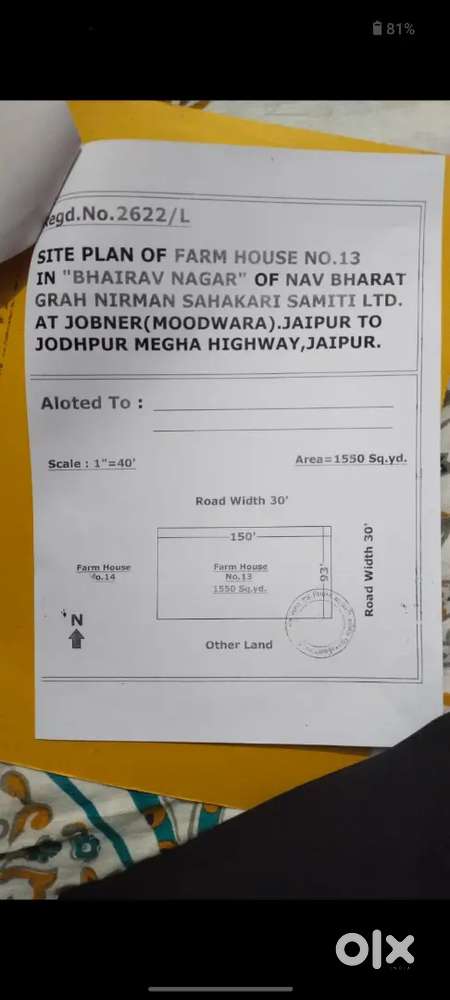 81%
Regd.No.2622/L
SITE PLAN OF FARM HOUSE NO.13
IN "BHAIRAV NAGAR" OF NAV BHARAT
GRAH NIRMAN SAHAKARI SAMITI LTD.
AT JOBNER(MOODWARA).JAIPUR TO
JODHPUR MEGHA HIGHWAY,JAIPUR.
Aloted To :
Scale : 1"=40'
Area=1550 Sq.yd.
Road Width 30'
150'
Farm House
No.14
Farm House
No.13
1550 Sq.yd.
93'
Road Width 30'
N
Other Land
olx
INDIA